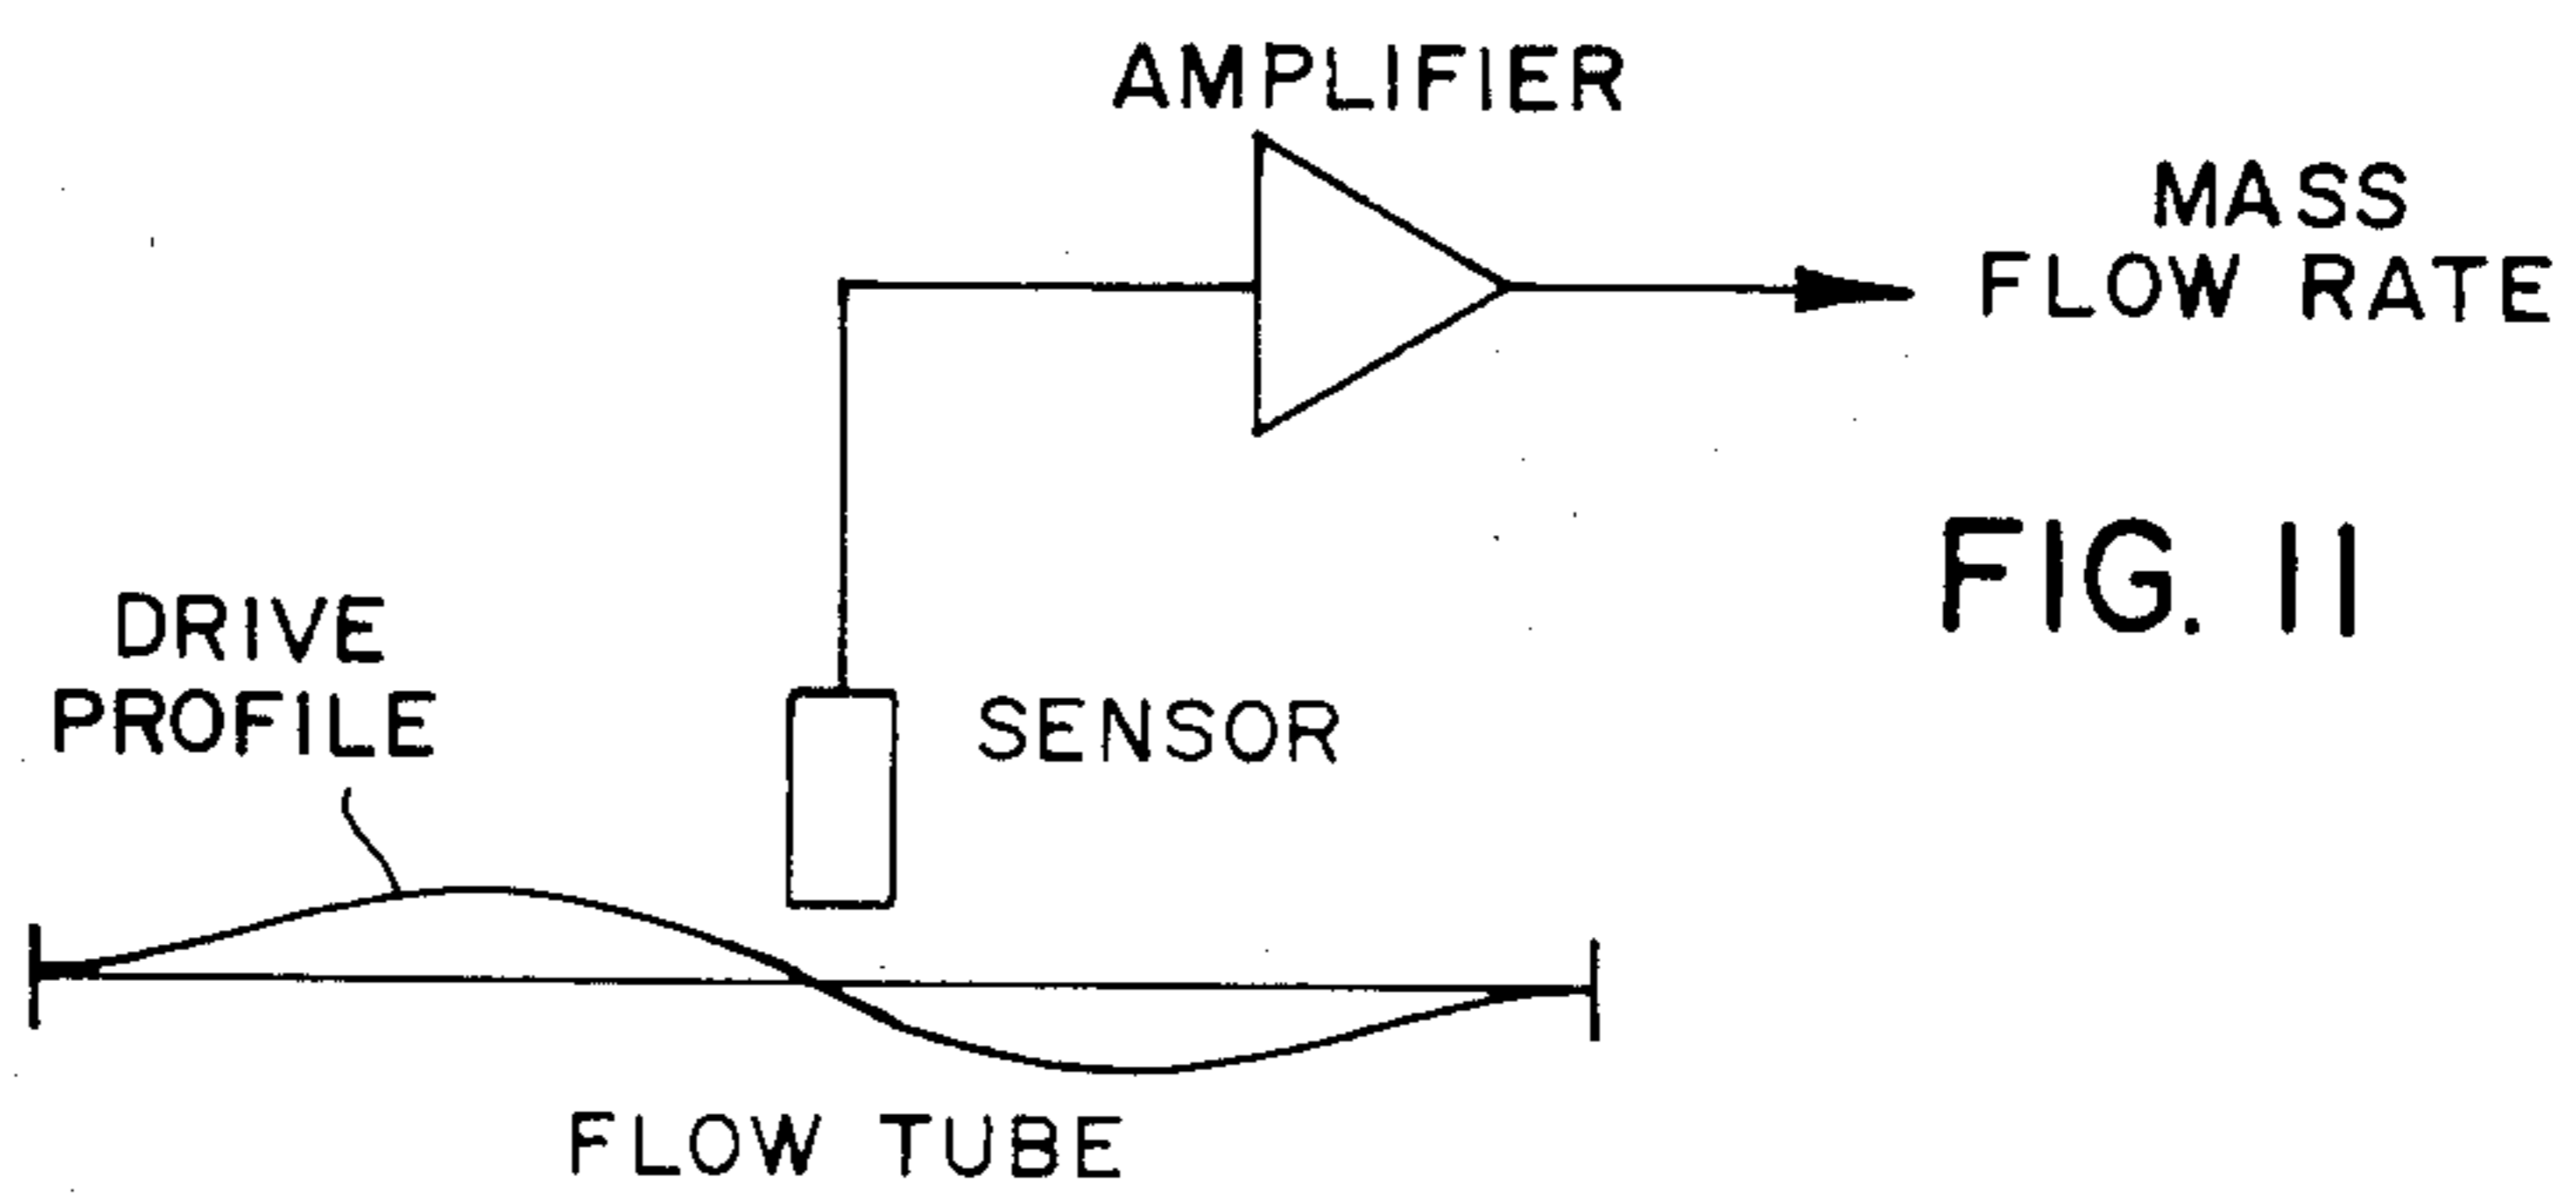 AMPLIFIER
MASS
FLOW RATE
FIG. 11
DRIVE
PROFILE
SENSOR
FLOW TUBE